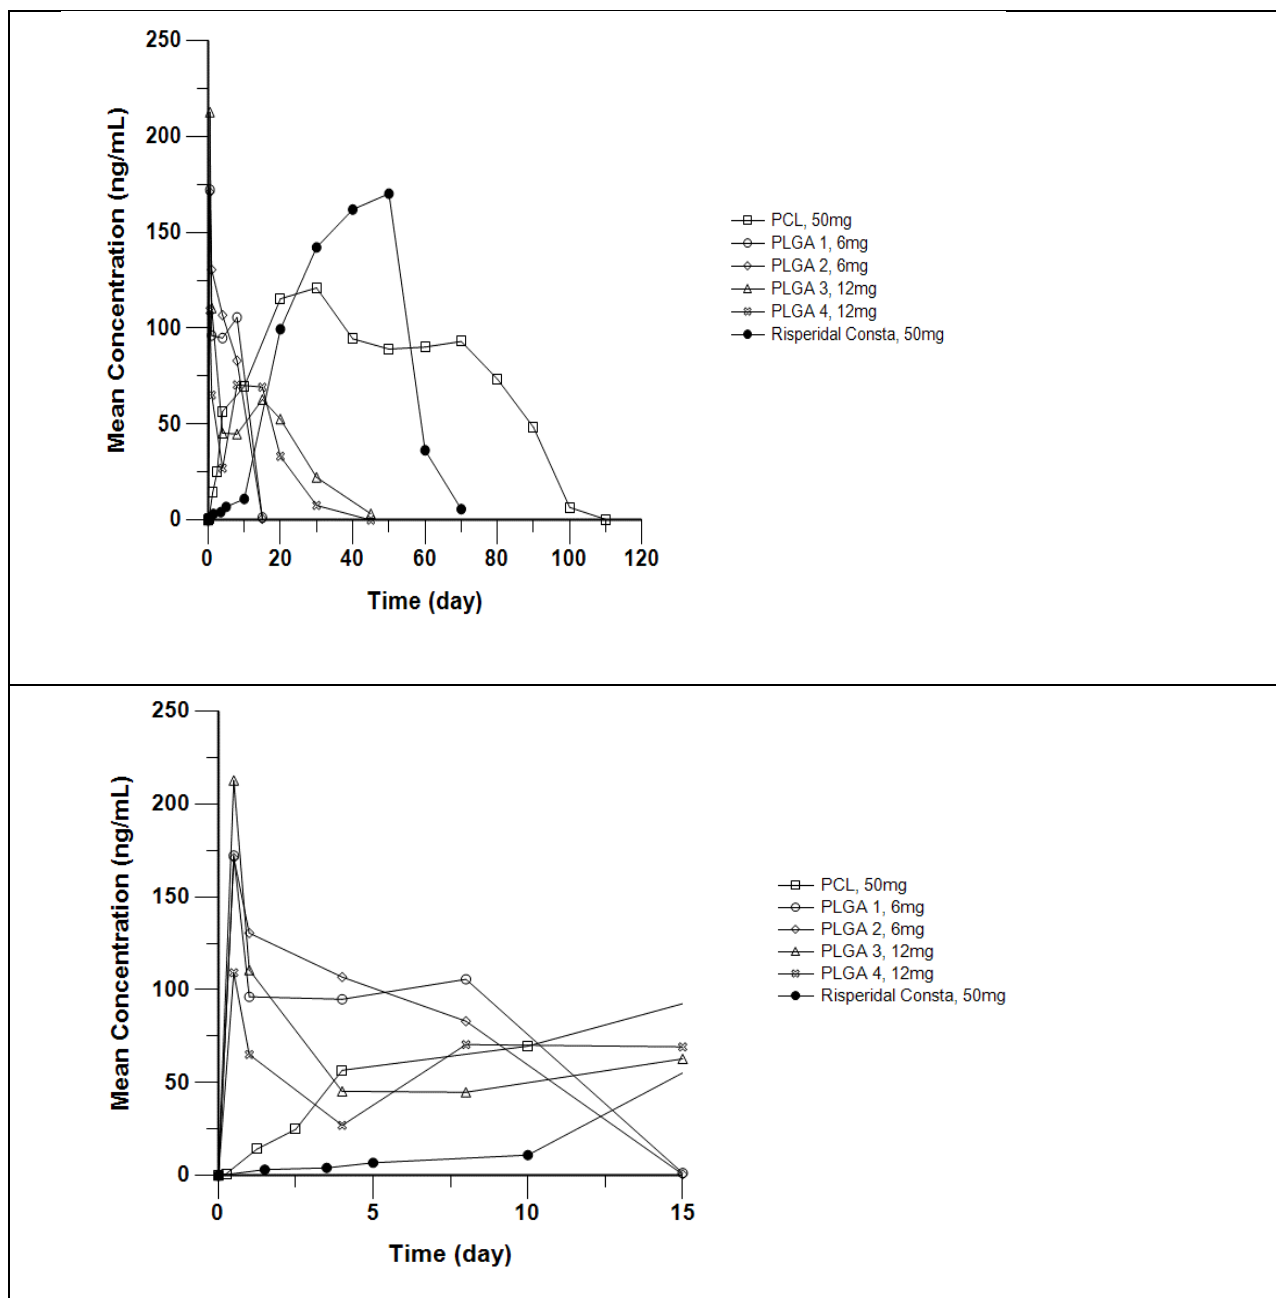 250
200
150
100
50
0
Mean Concentration (ng/mL)
0 20 40 60 80 100 120
Time (day)
PCL, 50mg
PLGA 1, 6mg
PLGA 2, 6mg
PLGA 3, 12mg
PLGA 4, 12mg
Risperidal Consta, 50mg
250
200
150
100
50
0
Mean Concentration (ng/mL)
0 5 10 15
Time (day)
PCL, 50mg
PLGA 1, 6mg
PLGA 2, 6mg
PLGA 3, 12mg
PLGA 4, 12mg
Risperidal Consta, 50mg